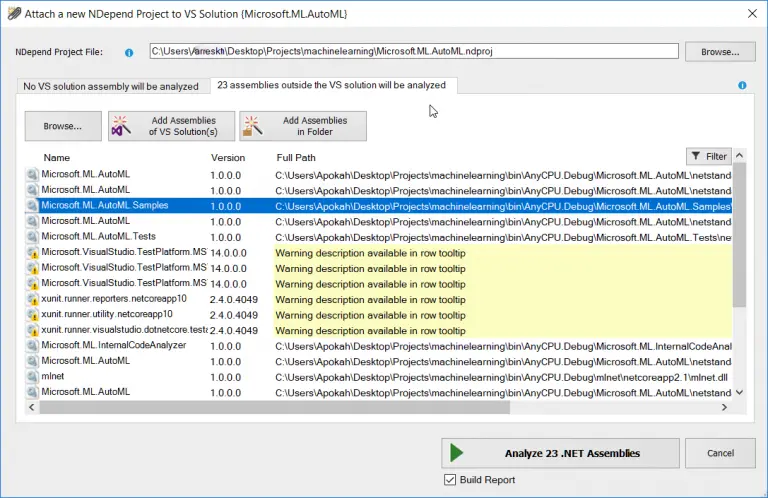 Attach a new NDepend Project to VS Solution {Microsoft.ML.AutoML}
NDepend Project File:
\Desktop\Projects\machinelearning\Microsoft.ML.AutoML.ndproj
Browse...
No VS solution assembly will be analyzed
23 assemblies outside the VS solution will be analyzed
Browse...
Add Assemblies
of VS Solution(s)
Add Assemblies
in Folder
Name Version Full Path Filter
Microsoft.ML.AutoML 1.0.0.0 C:\Users\Apokah\Desktop\Projects\machinelearning\bin\AnyCPU.Debug\Microsoft.ML.AutoML\netstand
Microsoft.ML.AutoML 1.0.0.0 C:\Users\Apokah\Desktop\Projects\machinelearning\bin\AnyCPU.Debug\Microsoft.ML.AutoML\netstand
Microsoft.ML.AutoML.Samples 1.0.0.0 C:\Users\Apokah\Desktop\Projects\machinelearning\bin\AnyCPU.Debug\Microsoft.ML.AutoML.Samples\
Microsoft.ML.AutoML 1.0.0.0 C:\Users\Apokah\Desktop\Projects\machinelearning\bin\AnyCPU.Debug\Microsoft.ML.AutoML\netstand
Microsoft.ML.AutoML.Tests 1.0.0.0 C:\Users\Apokah\Desktop\Projects\machinelearning\bin\AnyCPU.Debug\Microsoft.ML.AutoML.Tests\ne
Microsoft.VisualStudio.TestPlatform.MS 14.0.0.0 Warning description available in row tooltip
Microsoft.VisualStudio.TestPlatform.MS 14.0.0.0 Warning description available in row tooltip
Microsoft.VisualStudio.TestPlatform.MS 14.0.0.0 Warning description available in row tooltip
xunit.runner.reporters.netcoreapp10 2.4.0.4049 Warning description available in row tooltip
xunit.runner.utility.netcoreapp10 2.4.0.4049 Warning description available in row tooltip
xunit.runner.visualstudio.dotnetcore.testa 2.4.0.4049 Warning description available in row tooltip
Microsoft.ML.InternalCodeAnalyzer 1.0.0.0 C:\Users\Apokah\Desktop\Projects\machinelearning\bin\AnyCPU.Debug\Microsoft.ML.InternalCodeAnal
Microsoft.ML.AutoML 1.0.0.0 C:\Users\Apokah\Desktop\Projects\machinelearning\bin\AnyCPU.Debug\Microsoft.ML.AutoML\netstand
mlnet 1.0.0.0 C:\Users\Apokah\Desktop\Projects\machinelearning\bin\AnyCPU.Debug\mlnet\netcoreapp2.1\mlnet.dll
Microsoft.ML.AutoML 1.0.0.0 C:\Users\Apokah\Desktop\Projects\machinelearning\bin\AnyCPU.Debug\Microsoft.ML.AutoML\netstand
Analyze 23 .NET Assemblies
Cancel
Build Report